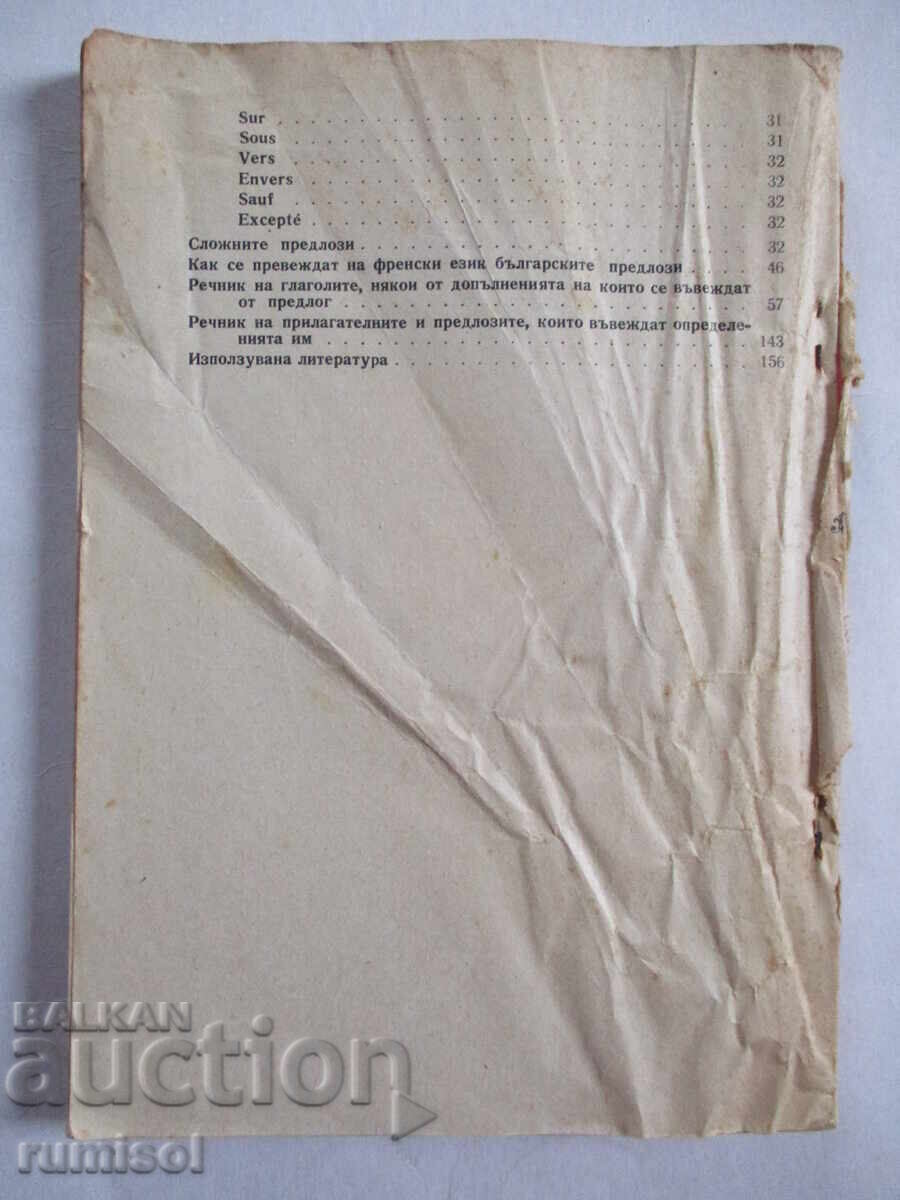 Sur . . . . . . . . . . . . . . . . . . . . 31
Sous . . . . . . . . . . . . . . . . . . . . 31
Vers . . . . . . . . . . . . . . . . . . . . 32
Envers . . . . . . . . . . . . . . . . . . . 32
Sauf . . . . . . . . . . . . . . . . . . . . 32
Excepté . . . . . . . . . . . . . . . . . . . 32
Сложните предлози . . . . . . . . . . . . . . . 32
Как се превеждат на френски език българските предлози . . . . 46
Речник на глаголите, някои от допълненията на които се въвеждат
от предлог . . . . . . . . . . . . . . . . . 57
Речник на прилагателните и предлозите, които въвеждат определе-
нията им . . . . . . . . . . . . . . . . . . 143
Използувана литература . . . . . . . . . . . . . . 156
BALKAN
auction
rumisol